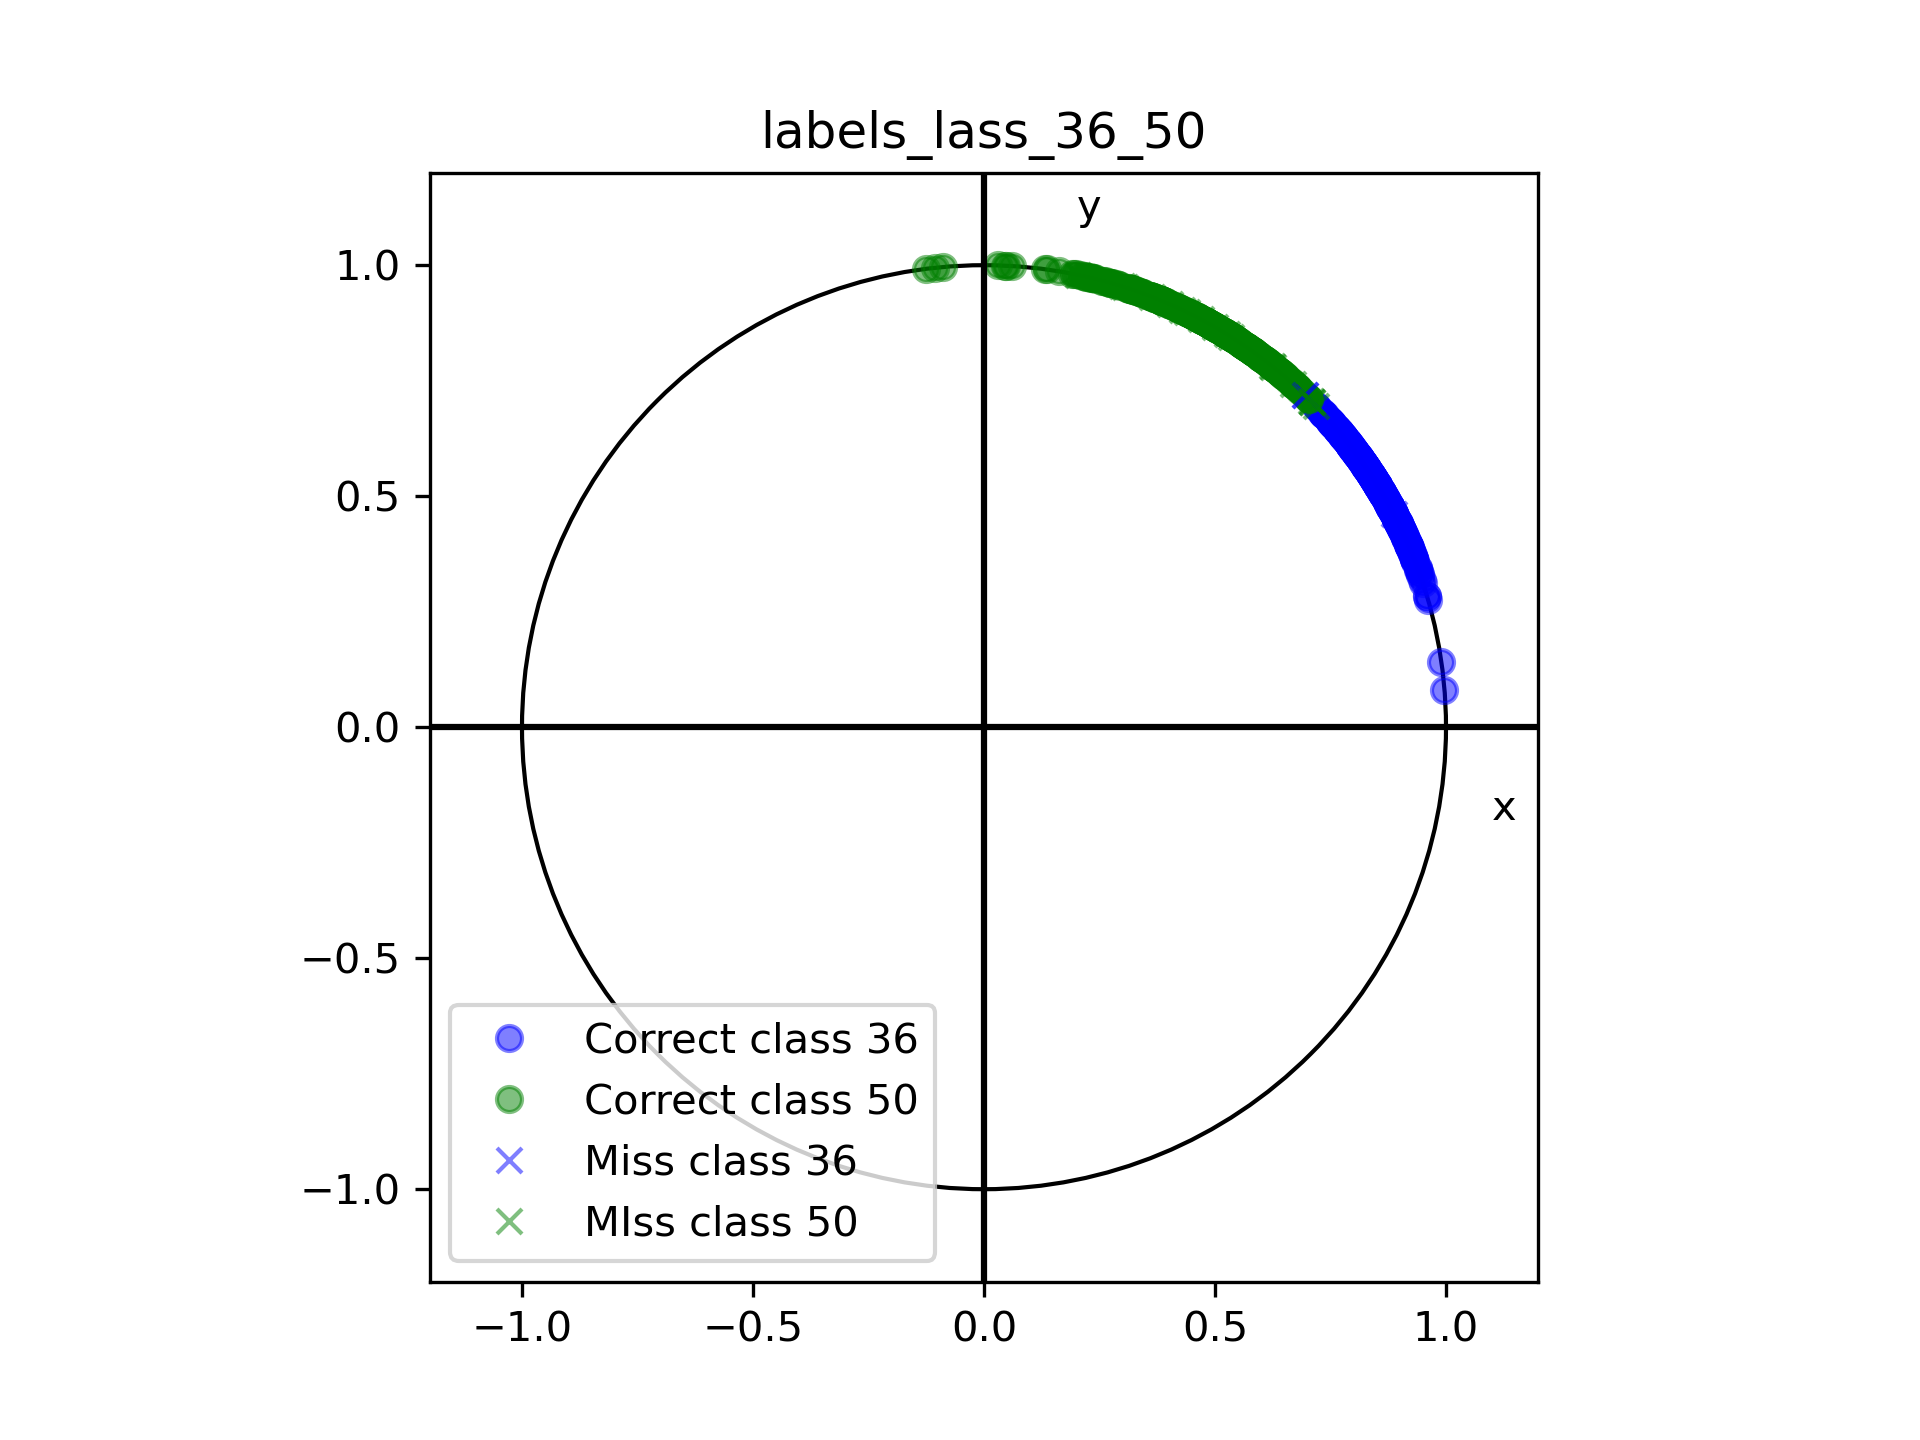 labels_lass_36_50
y
1.0
0.5
0.0
x
−0.5
−1.0
Correct class 36
Correct class 50
Miss class 36
MIss class 50
−1.0 −0.5 0.0 0.5 1.0